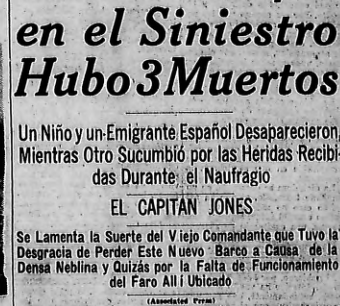 en el Siniestro
Hubo 3 Muertos
Un Niño y un Emigrante Español Desaparecieron,
Mientras Otro Sucumbió por las Heridas Recibi-
das Durante el Naufragio
EL CAPITAN JONES
Se Lamenta la Suerte del Viejo Comandante que Tuvo la
Desgracia de Perder Este Nuevo Barco a Causa de la
Densa Neblina y Quizás por la Falta de Funcionamiento
del Faro Allí Ubicado
(Associated Press)